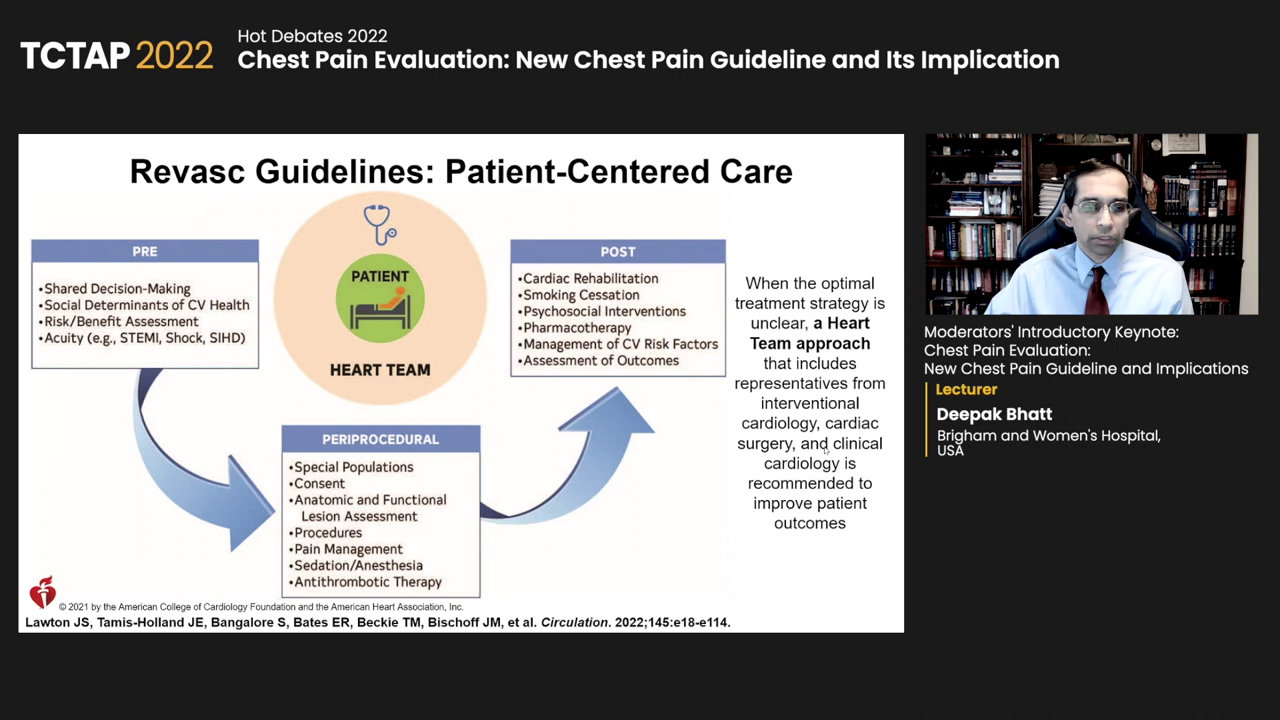 TCTAP 2022
Hot Debates 2022
Chest Pain Evaluation: New Chest Pain Guideline and Its Implication
Revasc Guidelines: Patient-Centered Care
PRE
•Shared Decision-Making
•Social Determinants of CV Health
•Risk/Benefit Assessment
•Acuity (e.g., STEMI, Shock, SIHD)
PATIENT
HEART TEAM
PERIPROCEDURAL
•Special Populations
•Consent
•Anatomic and Functional
Lesion Assessment
•Procedures
•Pain Management
•Sedation/Anesthesia
•Antithrombotic Therapy
POST
•Cardiac Rehabilitation
•Smoking Cessation
•Psychosocial Interventions
•Pharmacotherapy
•Management of CV Risk Factors
•Assessment of Outcomes
When the optimal
treatment strategy is
unclear, a Heart
Team approach
that includes
representatives from
interventional
cardiology, cardiac
surgery, and clinical
cardiology is
recommended to
improve patient
outcomes
© 2021 by the American College of Cardiology Foundation and the American Heart Association, Inc.
Lawton JS, Tamis-Holland JE, Bangalore S, Bates ER, Beckie TM, Bischoff JM, et al. Circulation. 2022;145:e18-e114.
Moderators' Introductory Keynote:
Chest Pain Evaluation:
New Chest Pain Guideline and Implications
Lecturer
Deepak Bhatt
Brigham and Women's Hospital,
USA